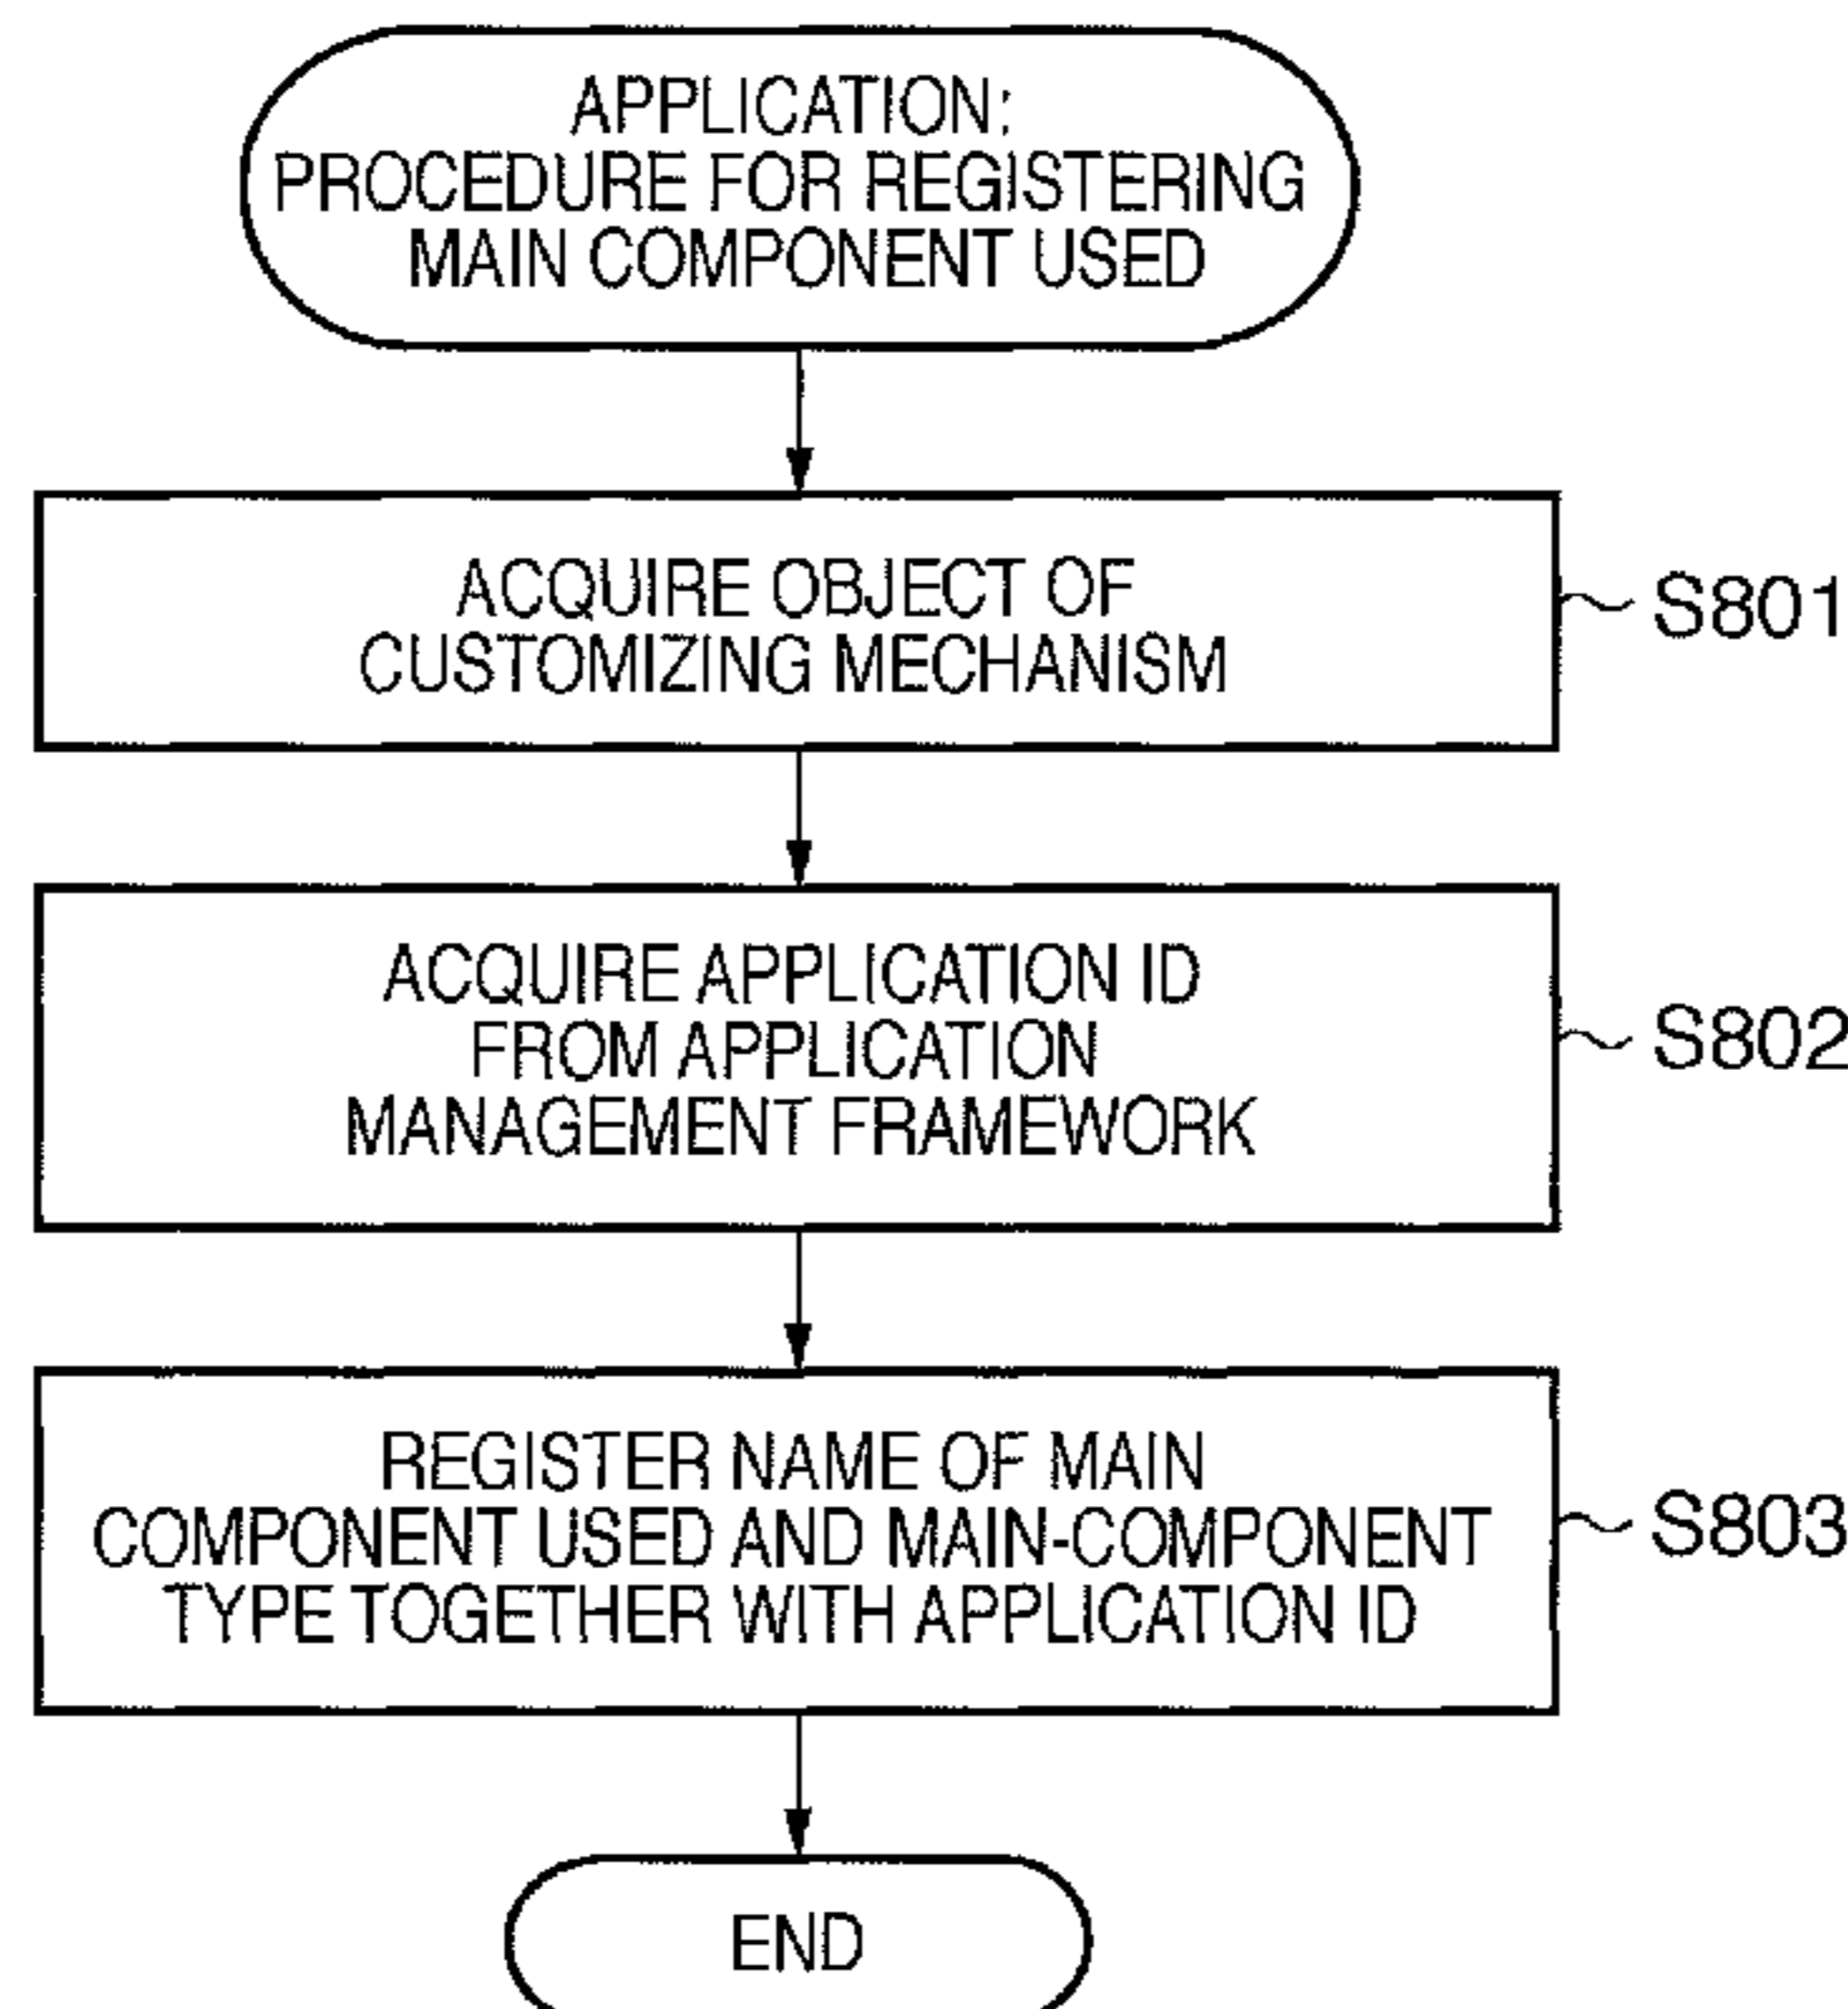 APPLICATION:
PROCEDURE FOR REGISTERING
MAIN COMPONENT USED
ACQUIRE OBJECT OF
CUSTOMIZING MECHANISM
S801
ACQUIRE APPLICATION ID
FROM APPLICATION
MANAGEMENT FRAMEWORK
S802
REGISTER NAME OF MAIN
COMPONENT USED AND MAIN-COMPONENT
TYPE TOGETHER WITH APPLICATION ID
S803
END